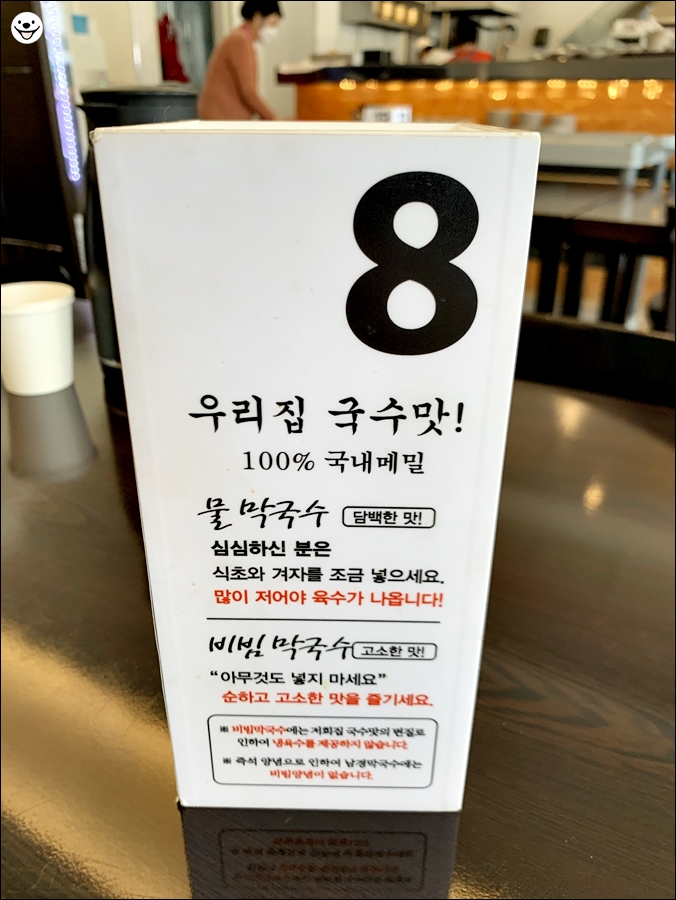 8
우리집 국수맛!
100% 국내메밀
물 막국수 담백한 맛!
심심하신 분은
식초와 겨자를 조금 넣으세요.
많이 저어야 육수가 나옵니다!
비빔 막국수 고소한 맛!
“아무것도 넣지 마세요”
순하고 고소한 맛을 즐기세요.
※ 비빔막국수에는 저희집 국수맛의 변질로
인하여 냉육수를 제공하지 않습니다.
※ 즉석 양념으로 인하여 남경막국수에는
비빔양념이 없습니다.